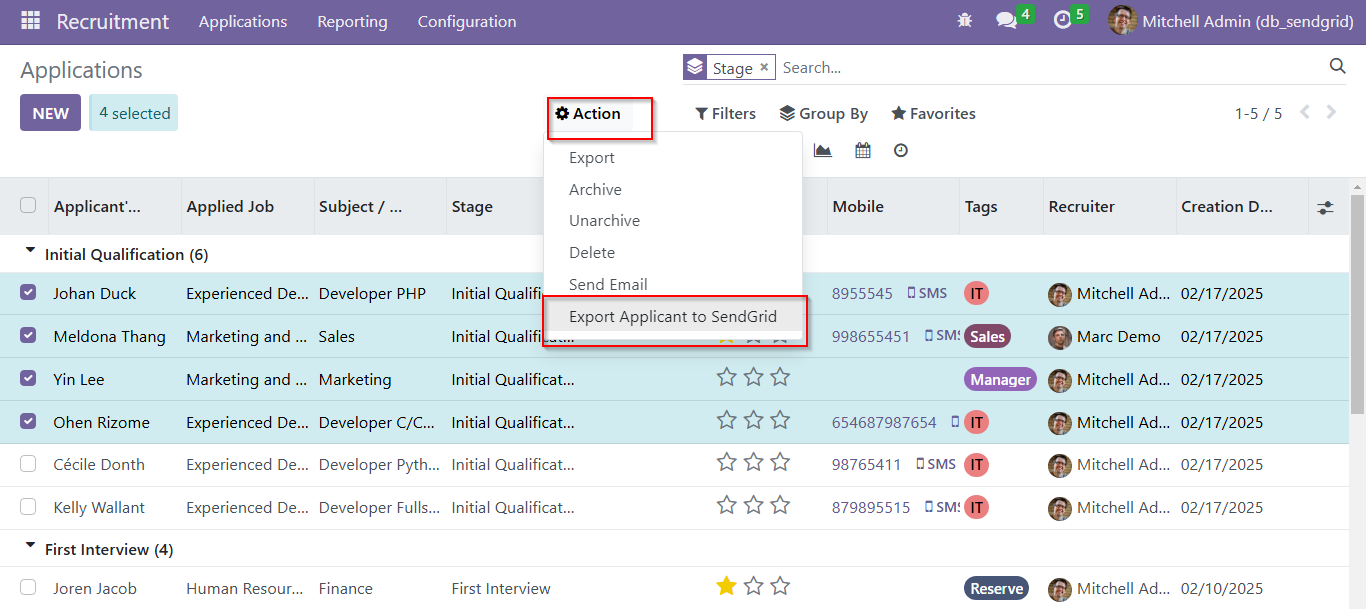 Recruitment Applications Reporting Configuration 4 5 Mitchell Admin (db_sendgrid)
Applications
Stage × Search...
NEW 4 selected Action Filters Group By Favorites 1-5 / 5
Export
Archive
Unarchive
Delete
Send Email
Export Applicant to SendGrid
Applicant'... Applied Job Subject / ... Stage Mobile Tags Recruiter Creation D...
Initial Qualification (6)
Johan Duck Experienced De... Developer PHP Initial Qualifi 8955545 SMS IT Mitchell Ad... 02/17/2025
Meldona Thang Marketing and ... Sales Initial Qualificat... 998655451 SMS Sales Marc Demo 02/17/2025
Yin Lee Marketing and ... Marketing Initial Qualificat... Manager Mitchell Ad... 02/17/2025
Ohen Rizome Experienced De... Developer C/C... Initial Qualificat... 654687987654 IT Mitchell Ad... 02/17/2025
Cécile Donth Experienced De... Developer Pyth... Initial Qualificat... 98765411 SMS IT Mitchell Ad... 02/17/2025
Kelly Wallant Experienced De... Developer Fulls... Initial Qualificat... 879895515 SMS IT Mitchell Ad... 02/17/2025
First Interview (4)
Joren Jacob Human Resour... Finance First Interview Reserve Mitchell Ad... 02/10/2025